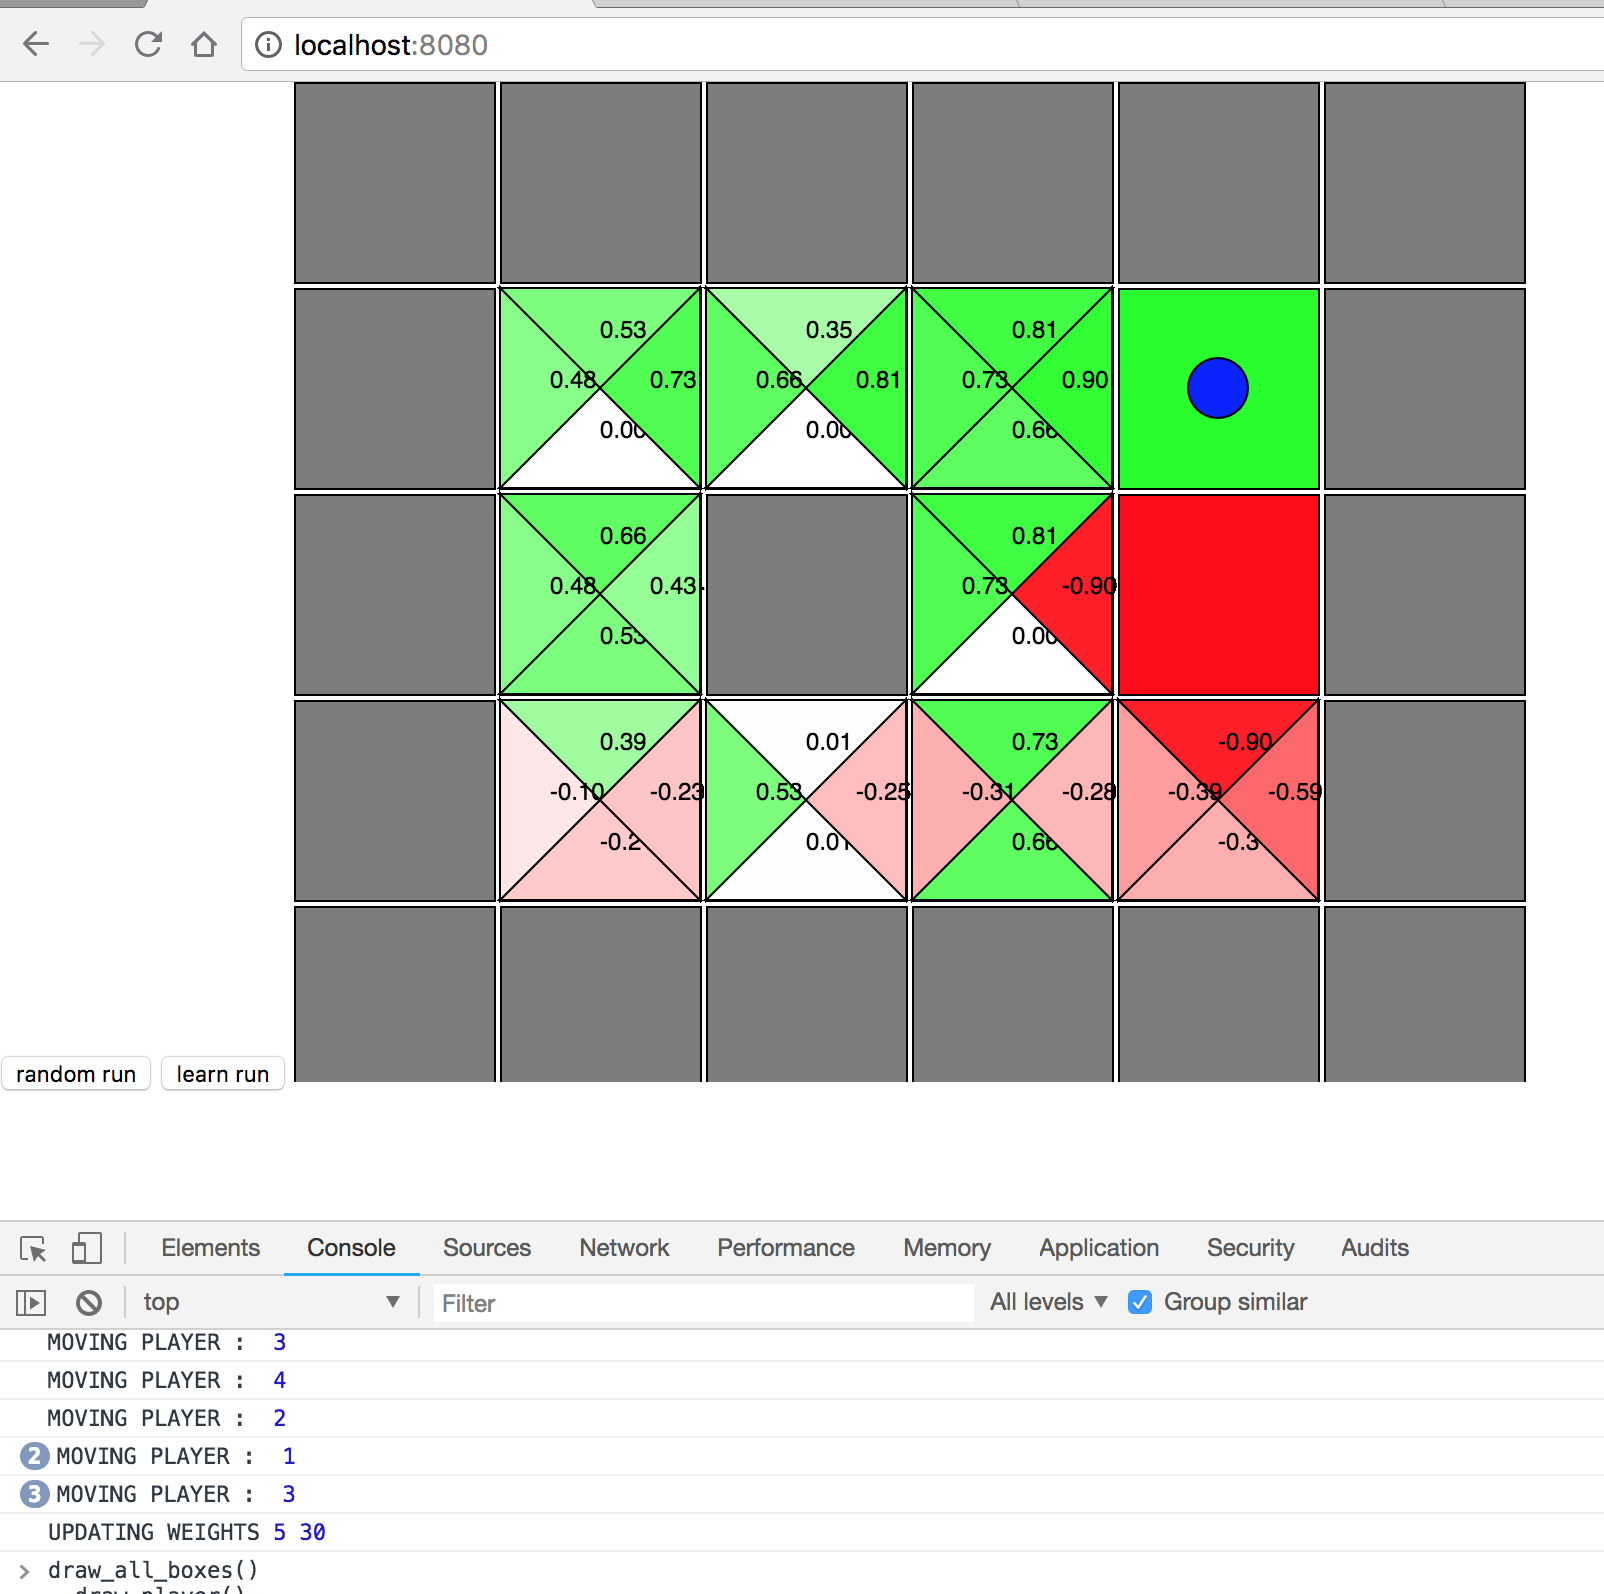 localhost:8080
0.53 0.35 0.81
0.48 0.73 0.66 0.81 0.73 0.90
0.00 0.00 0.66
0.66 0.81
0.48 0.43 0.73 -0.90
0.53 0.00
0.39 0.01 0.73 -0.90
-0.10 -0.23 0.53 -0.25 -0.31 -0.28 -0.39 -0.59
-0.2 0.01 0.66 -0.3
random run learn run
Elements Console Sources Network Performance Memory Application Security Audits
top Filter All levels Group similar
MOVING PLAYER : 3
MOVING PLAYER : 4
MOVING PLAYER : 2
2 MOVING PLAYER : 1
3 MOVING PLAYER : 3
UPDATING WEIGHTS 5 30
> draw_all_boxes()
draw_player()